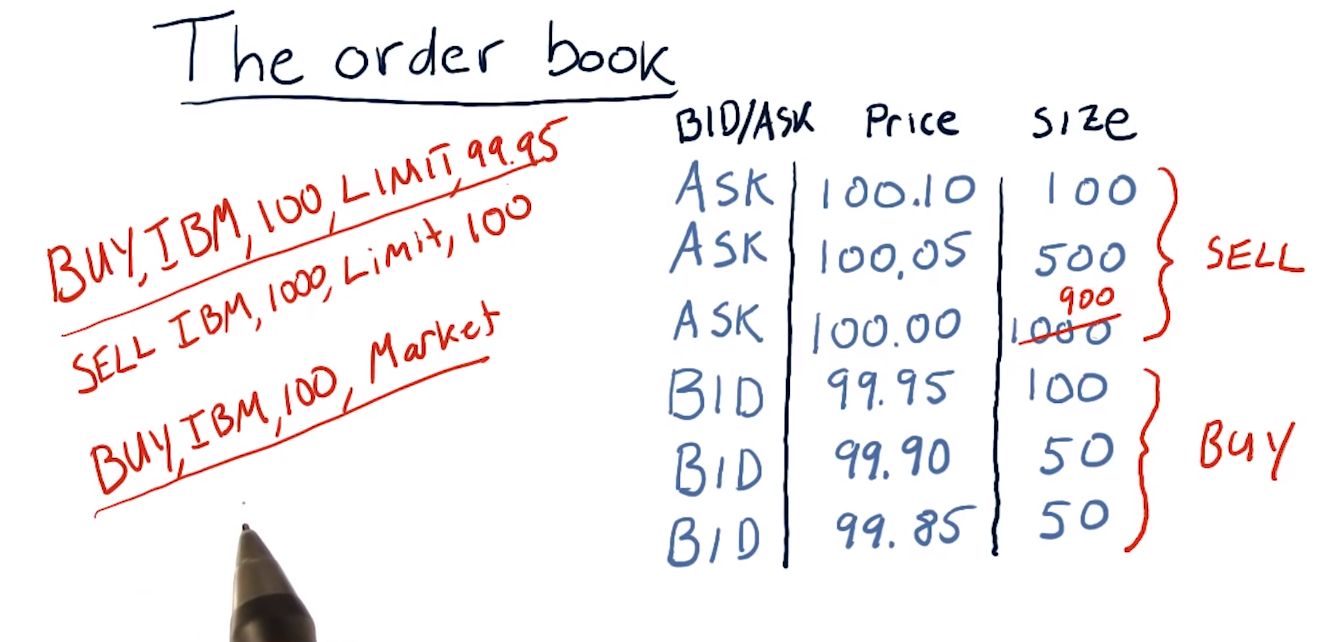 The order book
BUY, IBM, 100, LIMIT, 99.95
SELL IBM, 1000, Limit, 100
BUY, IBM, 100, Market
BID/ASK Price SIZE
ASK 100.10 100
ASK 100.05 500
900
ASK 100.00 1000
SELL
BID 99.95 100
BID 99.90 50
BID 99.85 50
BUY